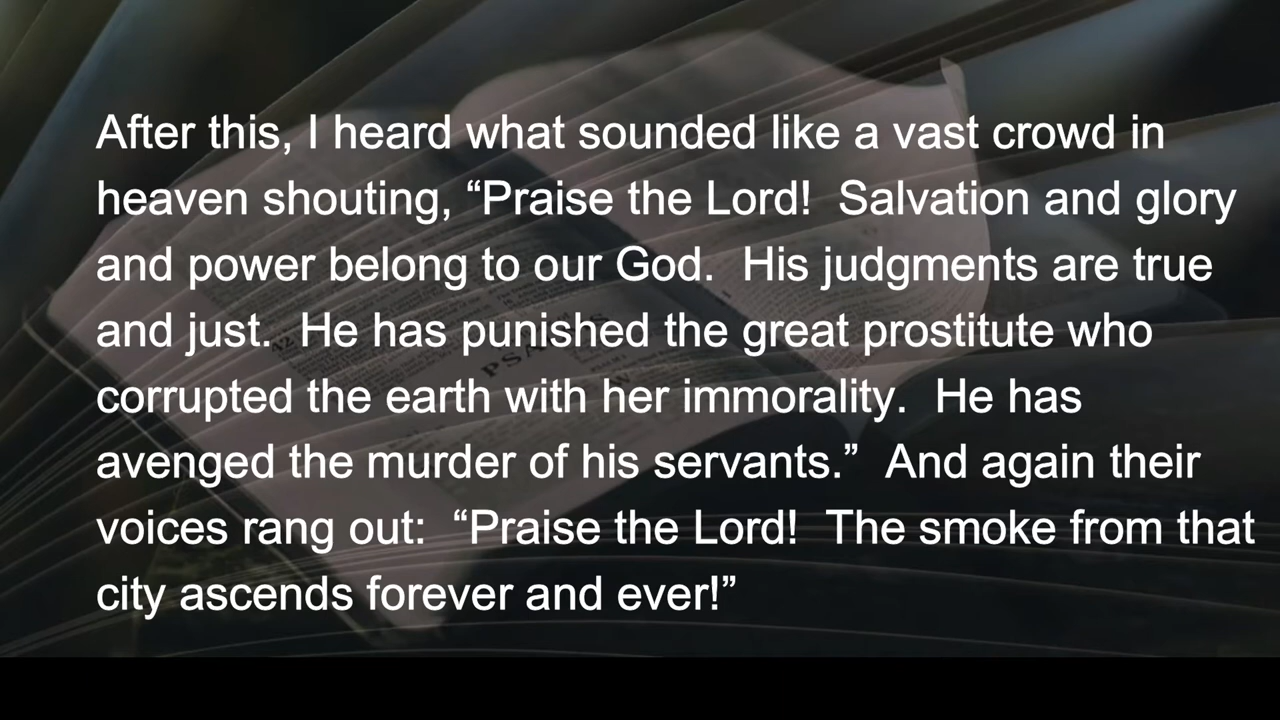 After this, I heard what sounded like a vast crowd in
heaven shouting, “Praise the Lord!  Salvation and glory
and power belong to our God.  His judgments are true
and just.  He has punished the great prostitute who
corrupted the earth with her immorality.  He has
avenged the murder of his servants.”  And again their
voices rang out:  “Praise the Lord!  The smoke from that
city ascends forever and ever!”